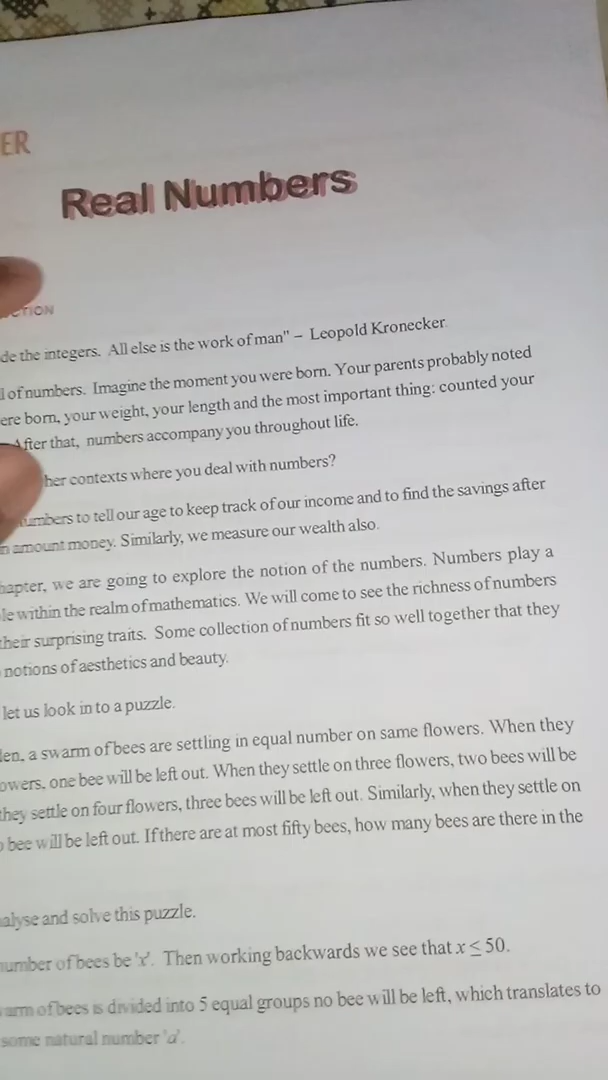 ER
Real Numbers
CTION
de the integers. All else is the work of man" – Leopold Kronecker.
l of numbers. Imagine the moment you were born. Your parents probably noted
ere born, your weight, your length and the most important thing: counted your
After that, numbers accompany you throughout life.
her contexts where you deal with numbers?
umbers to tell our age to keep track of our income and to find the savings after
n amount money. Similarly, we measure our wealth also.
hapter, we are going to explore the notion of the numbers. Numbers play a
le within the realm of mathematics. We will come to see the richness of numbers
their surprising traits. Some collection of numbers fit so well together that they
notions of aesthetics and beauty.
let us look in to a puzzle.
den, a swarm of bees are settling in equal number on same flowers. When they
owers, one bee will be left out. When they settle on three flowers, two bees will be
they settle on four flowers, three bees will be left out. Similarly, when they settle on
o bee will be left out. If there are at most fifty bees, how many bees are there in the
nalyse and solve this puzzle.
number of bees be 'x'. Then working backwards we see that x ≤ 50.
warm of bees is divided into 5 equal groups no bee will be left, which translates to
some natural number 'a'.